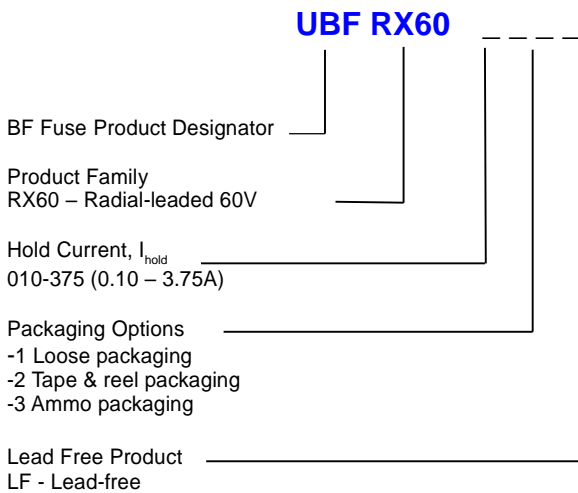 UBF RX60 _ _ _ _
BF Fuse Product Designator
Product Family
RX60 – Radial-leaded 60V
Hold Current, Ihold
010-375 (0.10 – 3.75A)
Packaging Options
-1 Loose packaging
-2 Tape & reel packaging
-3 Ammo packaging
Lead Free Product
LF - Lead-free